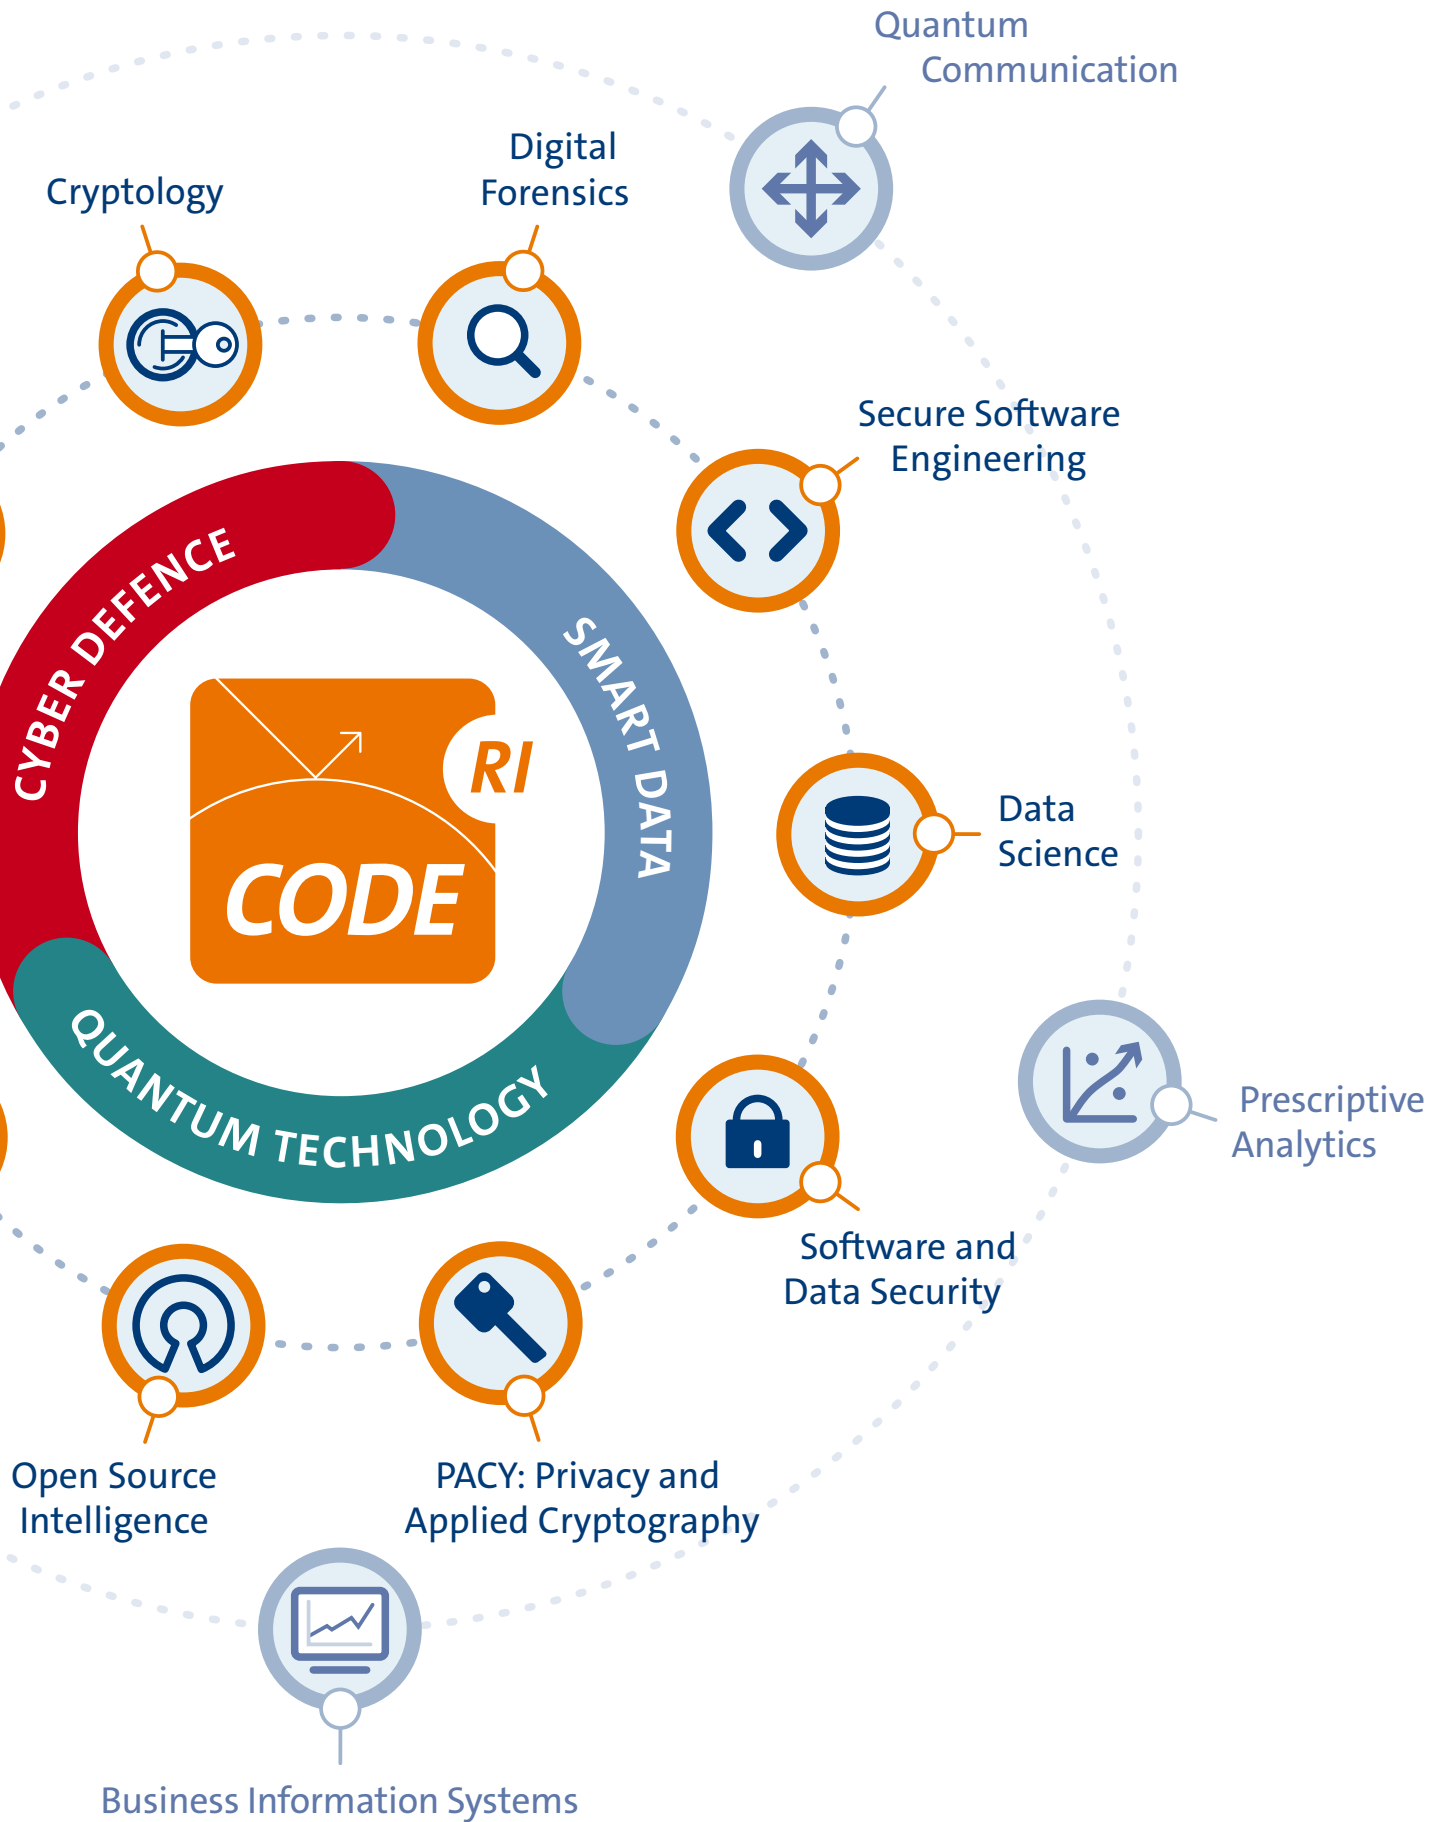 Quantum
Communication
Digital
Forensics
Cryptology
Secure Software
Engineering
CYBER DEFENCE
SMART DATA
RI
CODE
Data
Science
QUANTUM TECHNOLOGY
Prescriptive
Analytics
Software and
Data Security
Open Source
Intelligence
PACY: Privacy and
Applied Cryptography
Business Information Systems